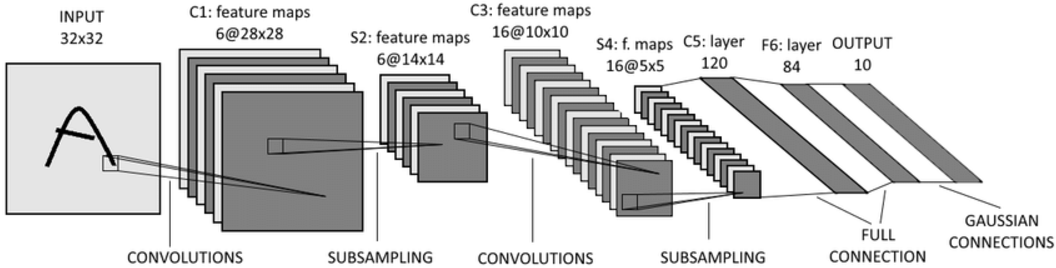 INPUT
32x32
C1: feature maps
6@28x28
S2: feature maps
6@14x14
C3: feature maps
16@10x10
S4: f. maps
16@5x5
C5: layer
120
F6: layer
84
OUTPUT
10
CONVOLUTIONS
SUBSAMPLING
CONVOLUTIONS
SUBSAMPLING
FULL
CONNECTION
GAUSSIAN
CONNECTIONS